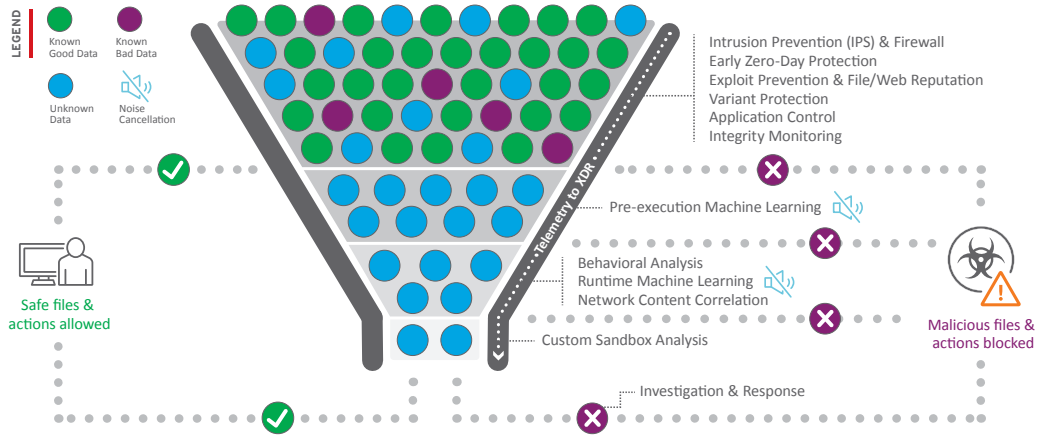 LEGEND
Known
Good Data
Known
Bad Data
Unknown
Data
Noise
Cancellation
Intrusion Prevention (IPS) & Firewall
Early Zero-Day Protection
Exploit Prevention & File/Web Reputation
Variant Protection
Application Control
Integrity Monitoring
Telemetry to XDR
Pre-execution Machine Learning
Behavioral Analysis
Runtime Machine Learning
Network Content Correlation
Safe files &
actions allowed
Malicious files &
actions blocked
Custom Sandbox Analysis
Investigation & Response